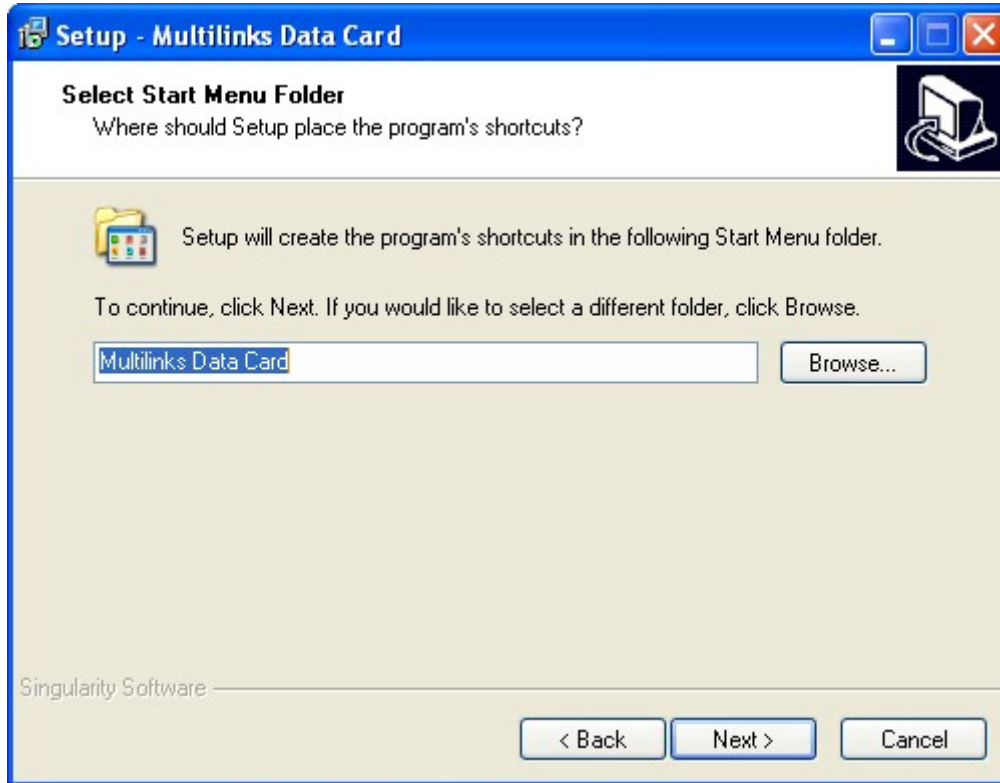 Setup - Multilinks Data Card
Select Start Menu Folder
Where should Setup place the program's shortcuts?
Setup will create the program's shortcuts in the following Start Menu folder.
To continue, click Next. If you would like to select a different folder, click Browse.
Multilinks Data Card
Browse...
Singularity Software
< Back
Next >
Cancel